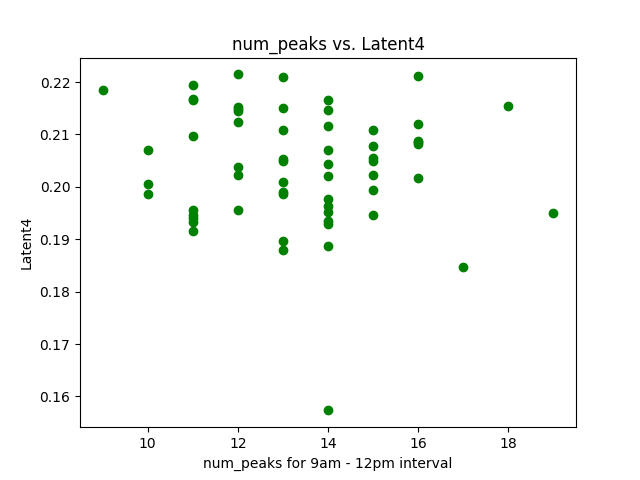 num_peaks vs. Latent4
0.22
0.21
0.20
0.19
0.18
0.17
0.16
Latent4
10 12 14 16 18
num_peaks for 9am - 12pm interval